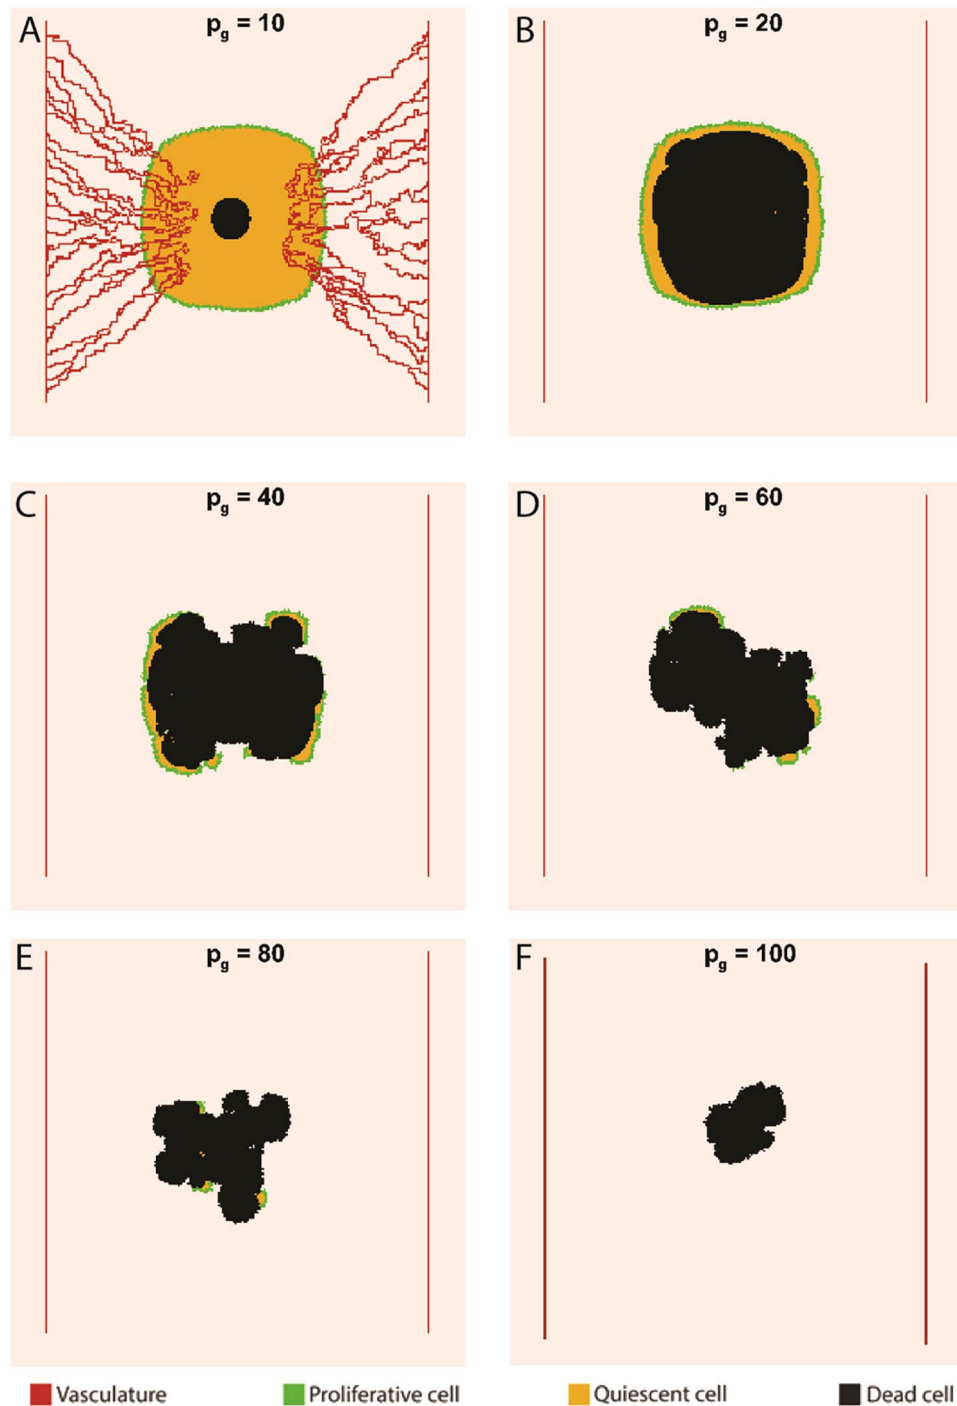 A
p_g = 10
B
p_g = 20
C
p_g = 40
D
p_g = 60
E
p_g = 80
F
p_g = 100
Vasculature
Proliferative cell
Quiescent cell
Dead cell